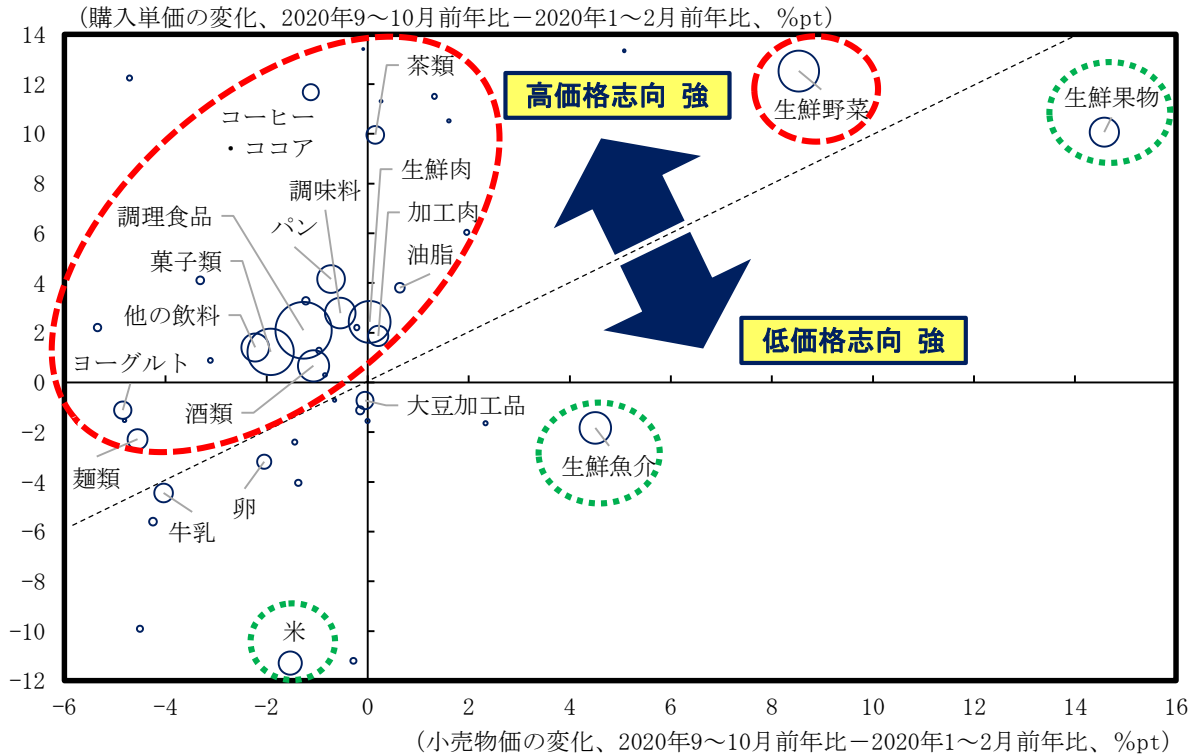 (購入単価の変化、2020年9～10月前年比－2020年1～2月前年比、%pt)
14
12
10
8
6
4
2
0
-2
-4
-6
-8
-10
-12
-6
-4
-2
0
2
4
6
8
10
12
14
16
茶類
コーヒー
・ココア
生鮮肉
調味料
加工肉
調理食品
パン
油脂
菓子類
他の飲料
ヨーグルト
酒類
麺類
大豆加工品
卵
牛乳
米
高価格志向 強
低価格志向 強
生鮮野菜
生鮮果物
生鮮魚介
(小売物価の変化、2020年9～10月前年比－2020年1～2月前年比、%pt)